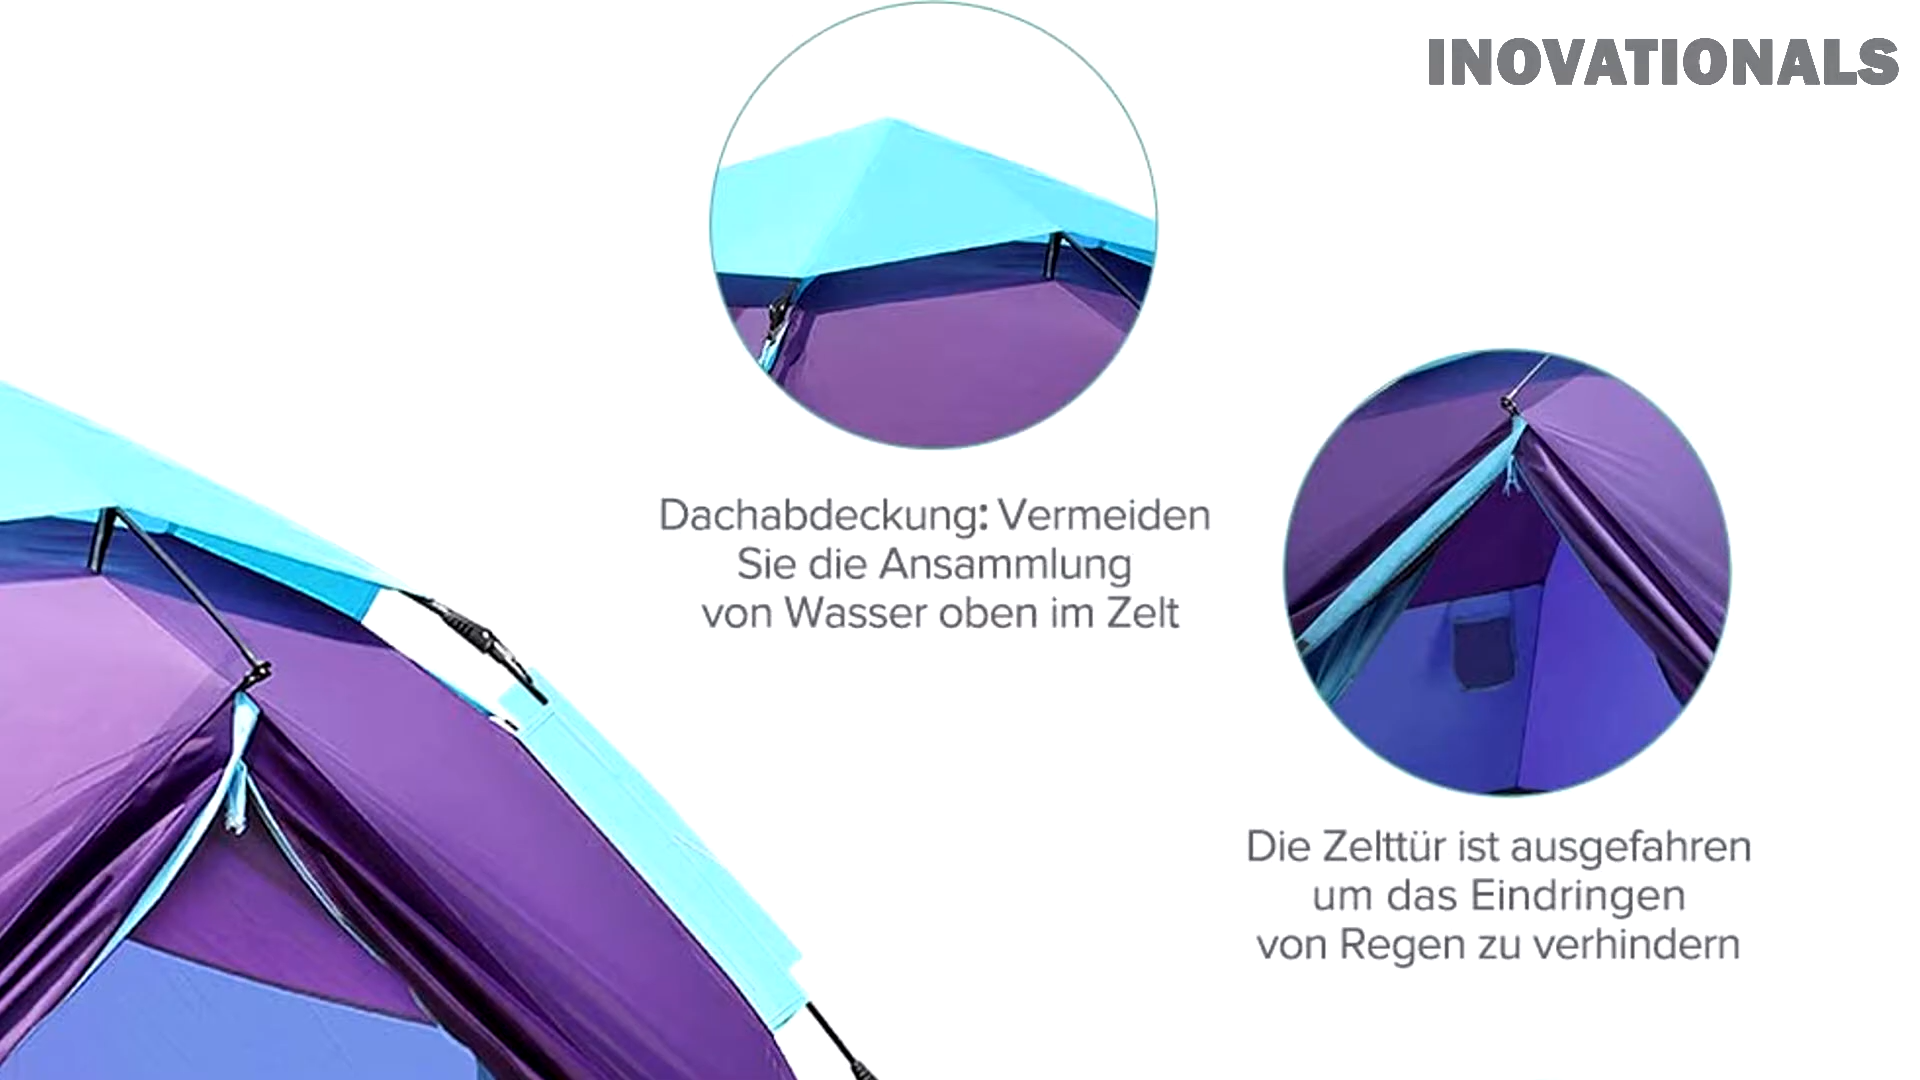 INOVATIONALS
Dachabdeckung: Vermeiden
Sie die Ansammlung
von Wasser oben im Zelt
Die Zelttür ist ausgefahren
um das Eindringen
von Regen zu verhindern